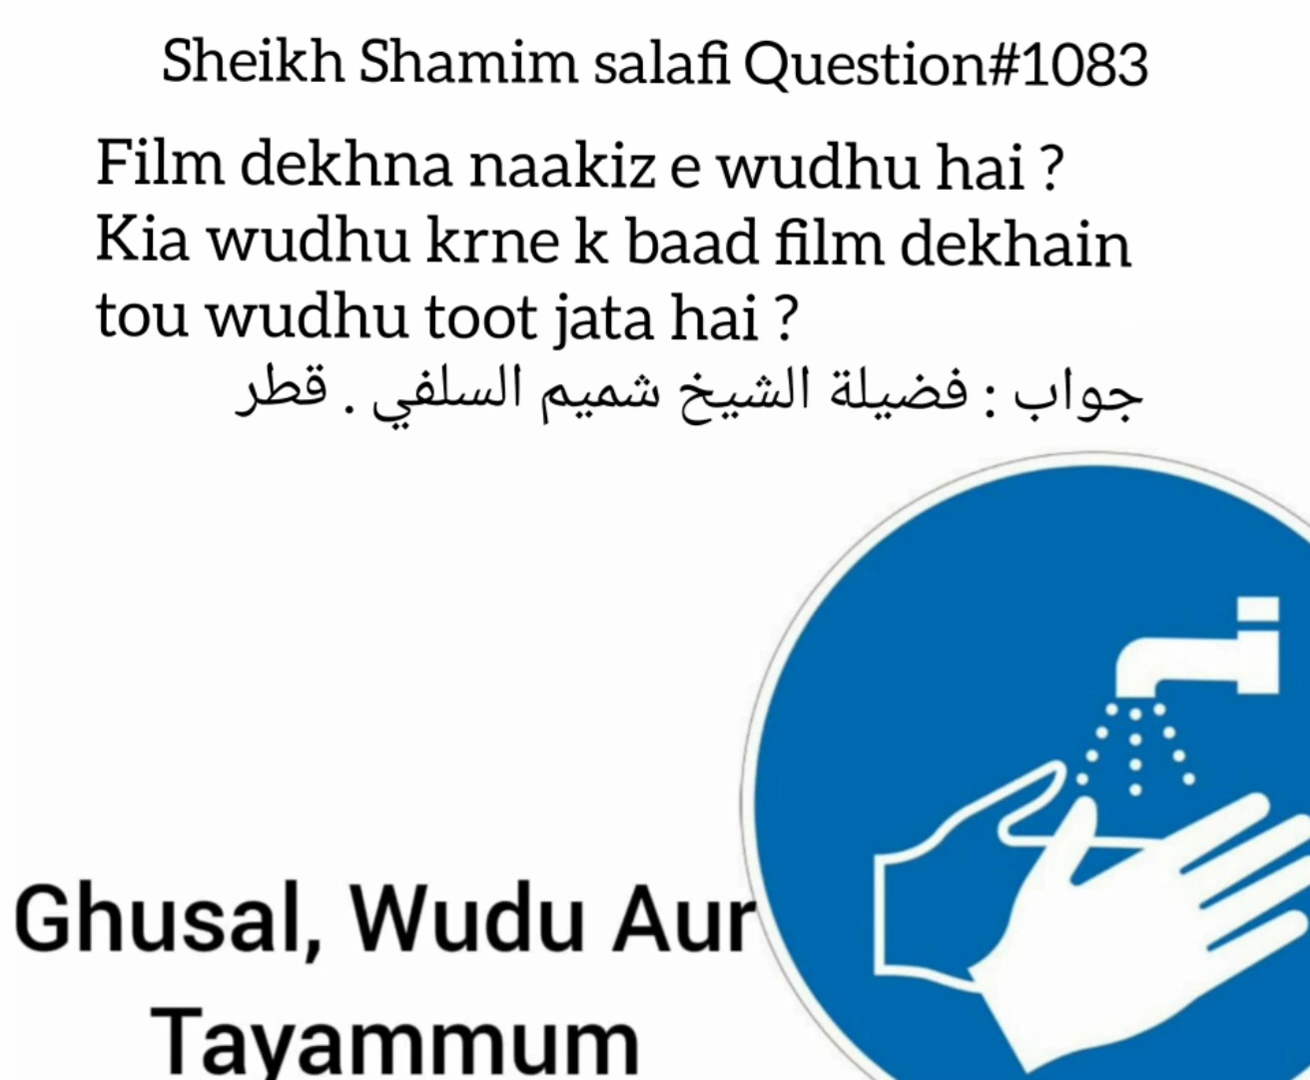 Sheikh Shamim salafi Question#1083
Film dekhna naakiz e wudhu hai ?
Kia wudhu krne k baad film dekhain
tou wudhu toot jata hai ?
جواب : فضيلة الشيخ شميم السلفي . قطر
Ghusal, Wudu Aur
Tayammum